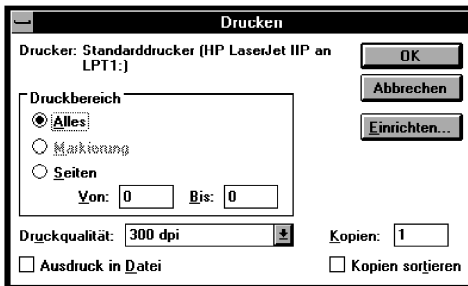 Drucken
Drucker: Standarddrucker (HP LaserJet IIP an
LPT1:)
OK
Abbrechen
Einrichten...
Druckbereich
Alles
Markierung
Seiten
Von: 0 Bis: 0
Druckqualität: 300 dpi
Kopien: 1
Ausdruck in Datei
Kopien sortieren